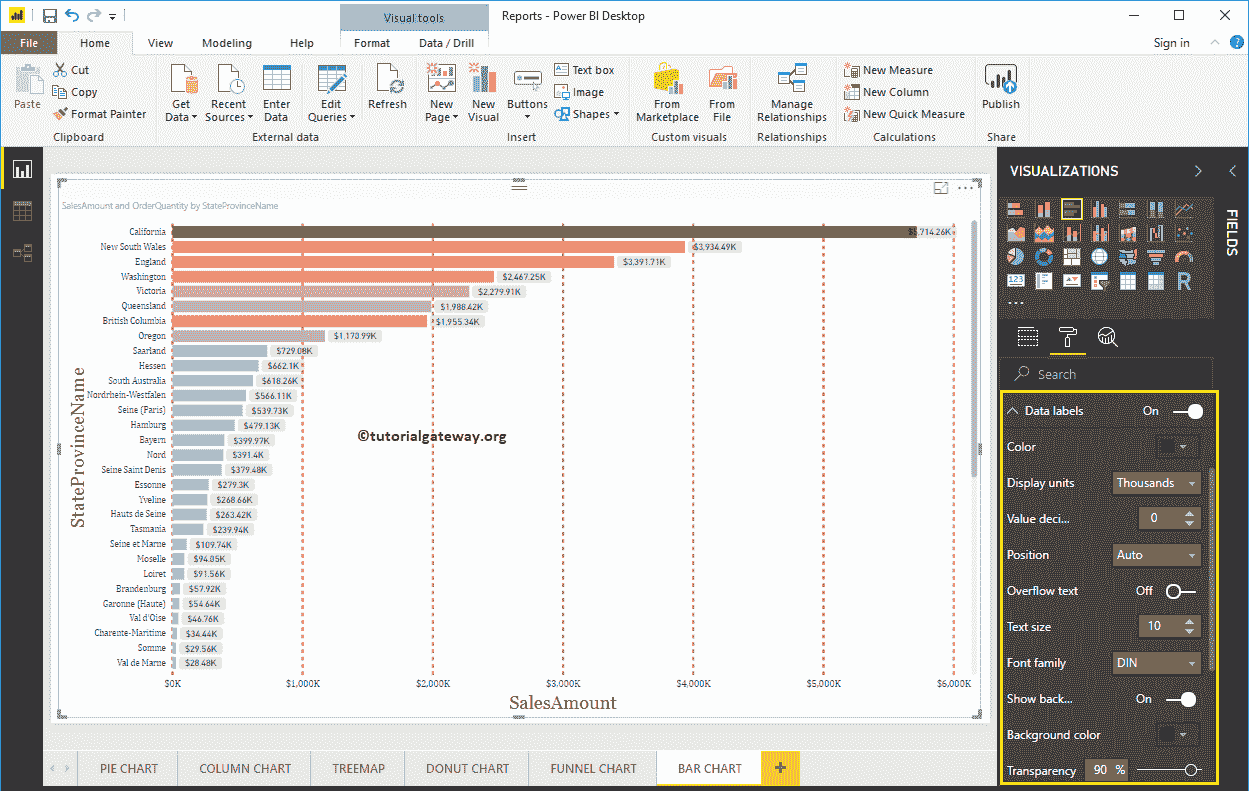 Visual tools
Reports - Power BI Desktop
File
Home
View
Modeling
Help
Format
Data / Drill
Sign in
?
Paste
Cut
Copy
Format Painter
Clipboard
Get Data
Recent Sources
Enter Data
Edit Queries
External data
Refresh
New Page
New Visual
Buttons
Text box
Image
Shapes
Insert
From Marketplace
From File
Custom visuals
Manage Relationships
Relationships
New Measure
New Column
New Quick Measure
Calculations
Publish
Share
SalesAmount and OrderQuantity by StateProvinceName
StateProvinceName
California $5,714.26K
New South Wales $3,934.49K
England $3,391.71K
Washington $2,467.25K
Victoria $2,279.91K
Queensland $1,988.42K
British Columbia $1,955.34K
Oregon $1,170.99K
Saarland $729.08K
Hessen $662.1K
South Australia $618.26K
Nordrhein-Westfalen $566.11K
Seine (Paris) $539.73K
Hamburg $479.13K
Bayern $399.97K
Nord $391.4K
Seine Saint Denis $379.48K
Essonne $279.3K
Yveline $268.66K
Hauts de Seine $263.42K
Tasmania $239.94K
Seine et Marne $109.74K
Moselle $94.85K
Loiret $91.56K
Brandenburg $57.92K
Garonne (Haute) $54.64K
Val d'Oise $46.76K
Charente-Maritime $34.44K
Somme $29.56K
Val de Marne $28.48K
©tutorialgateway.org
$0K $1,000K $2,000K $3,000K $4,000K $5,000K $6,000K
SalesAmount
VISUALIZATIONS
FIELDS
123
R
Search
Data labels On
Color
Display units Thousands
Value deci... 0
Position Auto
Overflow text Off
Text size 10
Font family DIN
Show back... On
Background color
Transparency 90 %
PIE CHART
COLUMN CHART
TREEMAP
DONUT CHART
FUNNEL CHART
BAR CHART
+